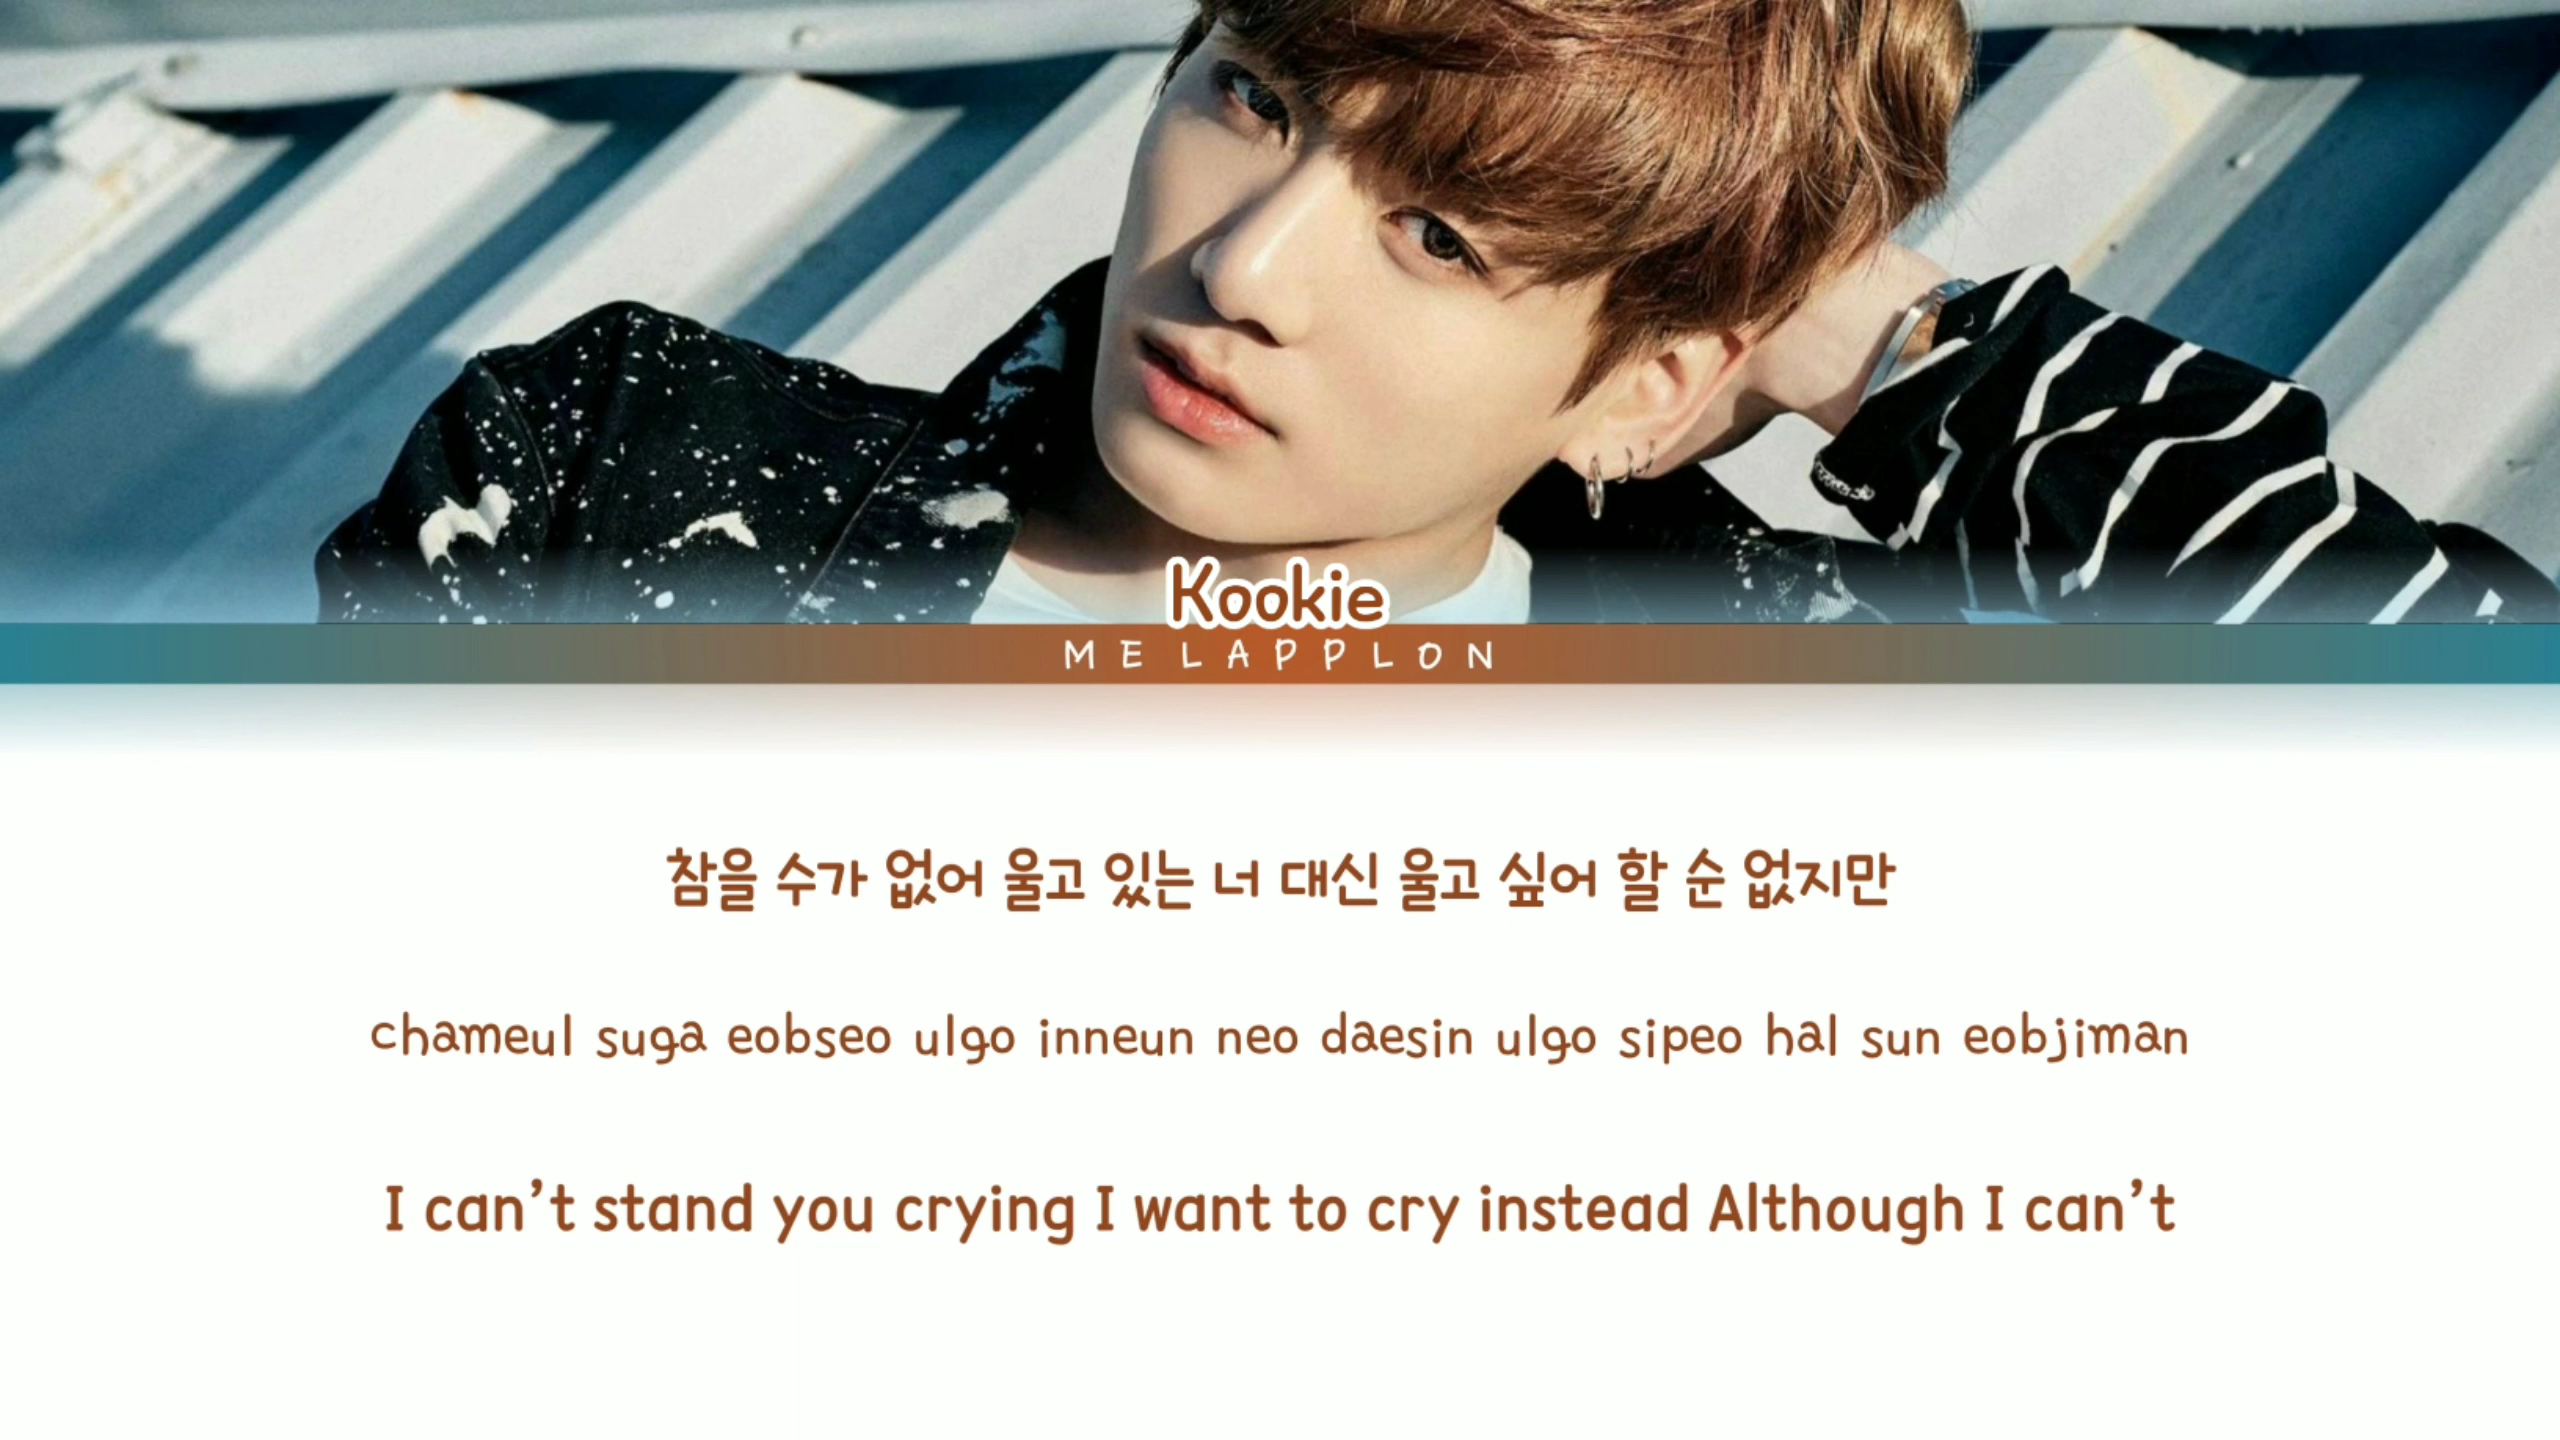 Kookie
MELAPPLON
참을 수가 없어 울고 있는 너 대신 울고 싶어 할 순 없지만
chameul suga eobseo ulgo inneun neo daesin ulgo sipeo hal sun eobjiman
I can't stand you crying I want to cry instead Although I can't